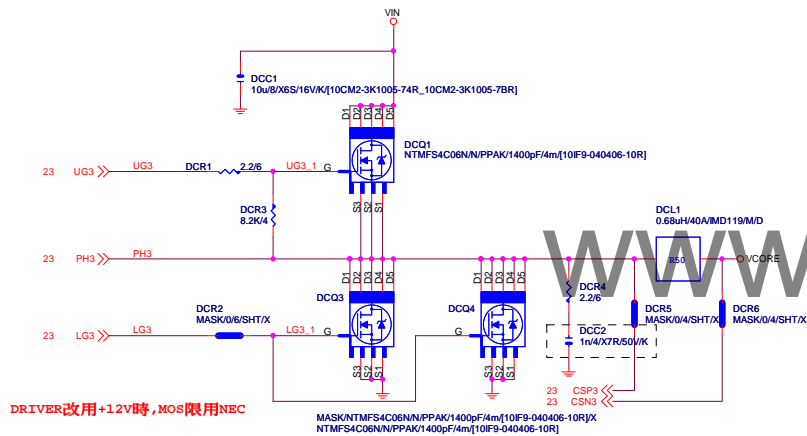 VIN
DCC1
10u/8/X6S/16V/K/[10CM2-3K1005-74R_10CM2-3K1005-7BR]
D1
D2
D3
D4
D5
DCQ1
NTMFS4C06N/N/PPAK/1400pF/4m/[10IF9-040406-10R]
23
UG3
UG3
DCR1
2.2/6
UG3_1
G
S3
S2
S1
DCR3
8.2K/4
DCL1
0.68uH/40A/IMD119/M/D
WWW
23
PH3
PH3
R50
VCORE
D1
D2
D3
D4
D5
D1
D2
D3
D4
D5
DCR4
2.2/6
DCR2
MASK/0/6/SHT/X
DCQ3
DCQ4
DCR5
MASK/0/4/SHT/X
DCR6
MASK/0/4/SHT/X
23
LG3
LG3
LG3_1
G
G
DCC2
1n/4/X7R/50V/K
S3
S2
S1
S3
S2
S1
23
CSP3
23
CSN3
DRIVER改用+12V時,MOS限用NEC
MASK/NTMFS4C06N/N/PPAK/1400pF/4m/[10IF9-040406-10R]/X
NTMFS4C06N/N/PPAK/1400pF/4m/[10IF9-040406-10R]